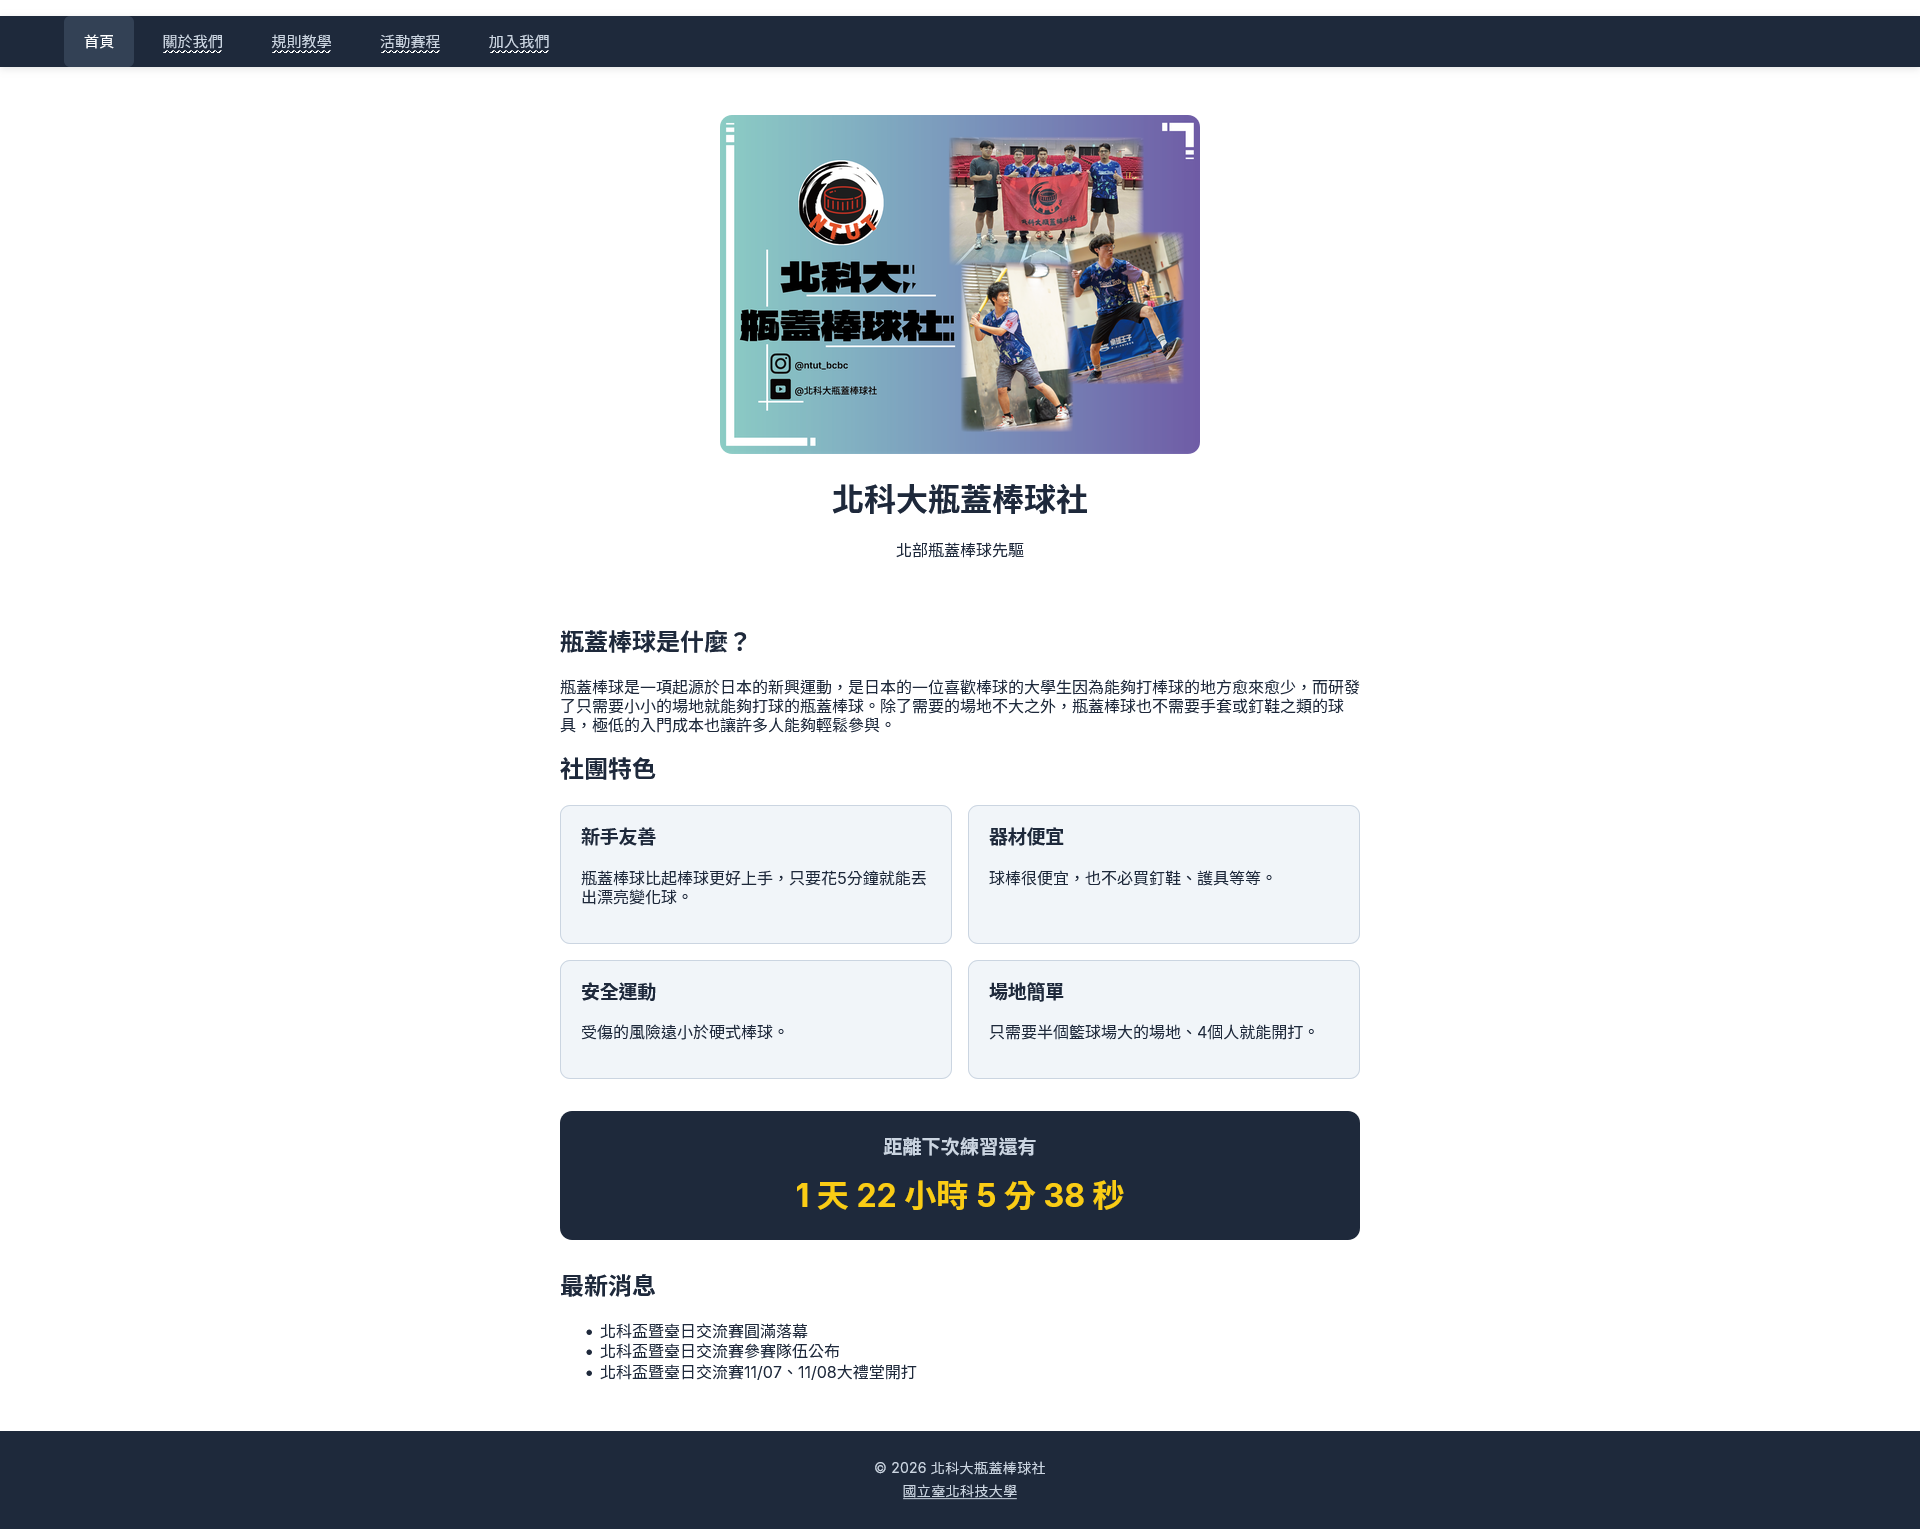 首頁
關於我們
規則教學
活動賽程
加入我們
NTUT
北科大
瓶蓋棒球社
@ntut_bcbc
@北科大瓶蓋棒球社
北科大瓶蓋棒球社
北部瓶蓋棒球先驅
瓶蓋棒球是什麼？
瓶蓋棒球是一項起源於日本的新興運動，是日本的一位喜歡棒球的大學生因為能夠打棒球的地方愈來愈少，而研發
了只需要小小的場地就能夠打球的瓶蓋棒球。除了需要的場地不大之外，瓶蓋棒球也不需要手套或釘鞋之類的球
具，極低的入門成本也讓許多人能夠輕鬆參與。
社團特色
新手友善
瓶蓋棒球比起棒球更好上手，只要花5分鐘就能丟
出漂亮變化球。
器材便宜
球棒很便宜，也不必買釘鞋、護具等等。
安全運動
受傷的風險遠小於硬式棒球。
場地簡單
只需要半個籃球場大的場地、4個人就能開打。
距離下次練習還有
1 天 22 小時 5 分 38 秒
最新消息
• 北科盃暨臺日交流賽圓滿落幕
• 北科盃暨臺日交流賽參賽隊伍公布
• 北科盃暨臺日交流賽11/07、11/08大禮堂開打
© 2026 北科大瓶蓋棒球社
國立臺北科技大學